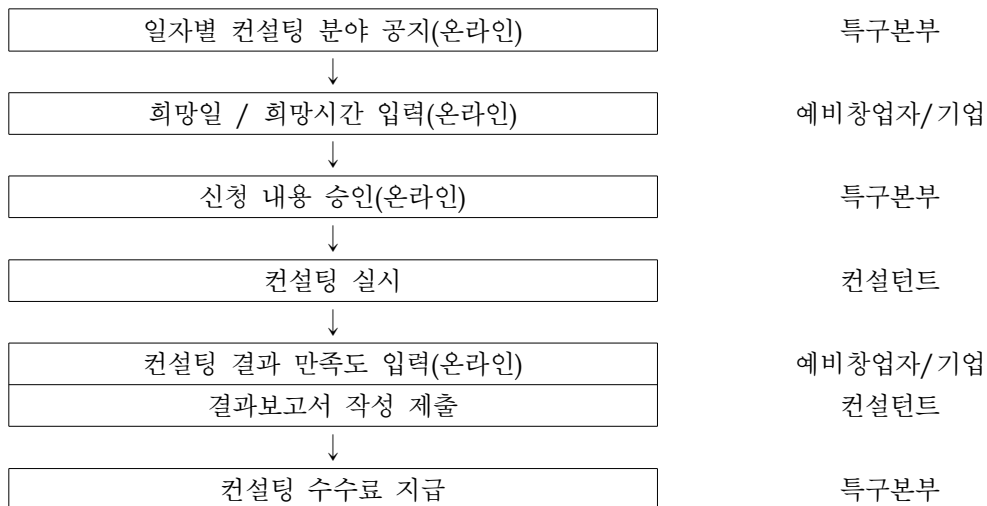 일자별 컨설팅 분야 공지(온라인) 특구본부
↓
희망일 / 희망시간 입력(온라인) 예비창업자/기업
↓
신청 내용 승인(온라인) 특구본부
↓
컨설팅 실시 컨설턴트
↓
컨설팅 결과 만족도 입력(온라인) 예비창업자/기업
결과보고서 작성 제출 컨설턴트
↓
컨설팅 수수료 지급 특구본부